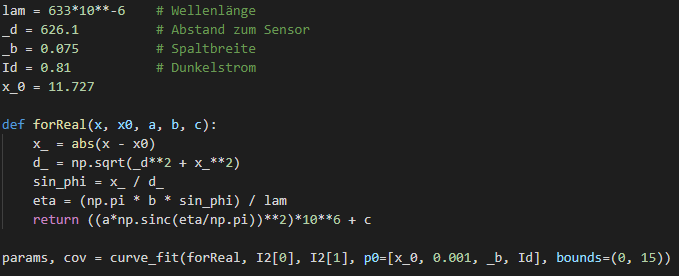 lam = 633*10**-6    # Wellenlänge
_d = 626.1          # Abstand zum Sensor
_b = 0.075          # Spaltbreite
Id = 0.81           # Dunkelstrom
x_0 = 11.727
def forReal(x, x0, a, b, c):
    x_ = abs(x - x0)
    d_ = np.sqrt(_d**2 + x_**2)
    sin_phi = x_ / d_
    eta = (np.pi * b * sin_phi) / lam
    return ((a*np.sinc(eta/np.pi))**2)*10**6 + c
params, cov = curve_fit(forReal, I2[0], I2[1], p0=[x_0, 0.001, _b, Id], bounds=(0, 15))